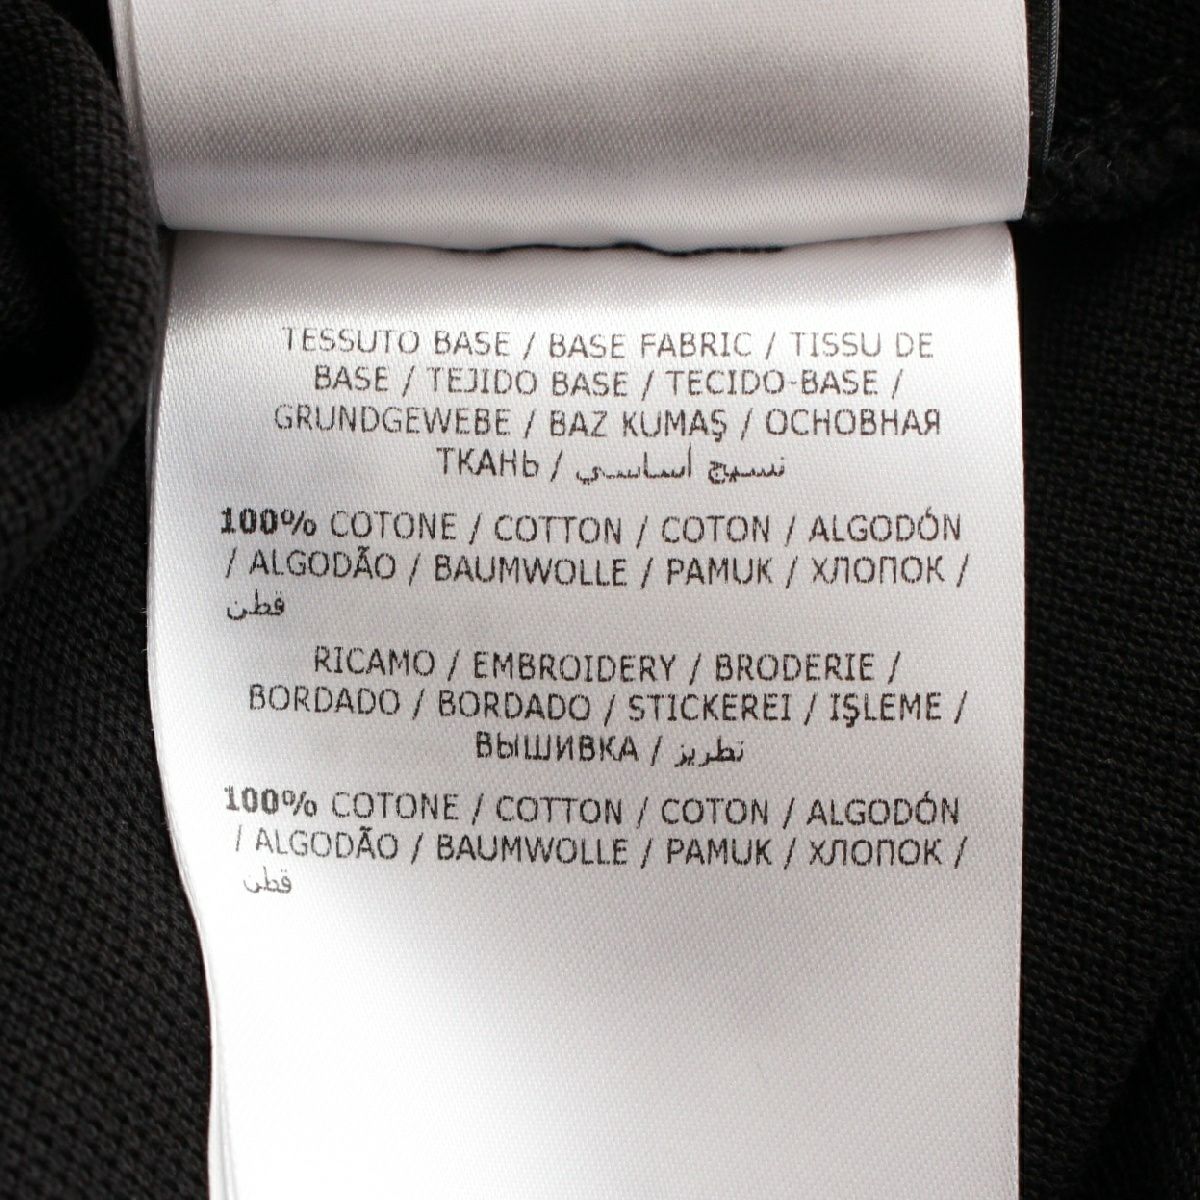 TESSUTO BASE / BASE FABRIC / TISSU DE
BASE / TEJIDO BASE / TECIDO-BASE /
GRUNDGEWEBE / BAZ KUMAŞ / ОСНОВНАЯ
ТКАНЬ / نسيج أساسي
100% COTONE / COTTON / COTON / ALGODÓN
/ ALGODÃO / BAUMWOLLE / PAMUK / ХЛОПОК /
قطن
RICAMO / EMBROIDERY / BRODERIE /
BORDADO / BORDADO / STICKEREI / IŞLEME /
ВЫШИВКА / تطريز
100% COTONE / COTTON / COTON / ALGODÓN
/ ALGODÃO / BAUMWOLLE / PAMUK / ХЛОПОК /
قطن